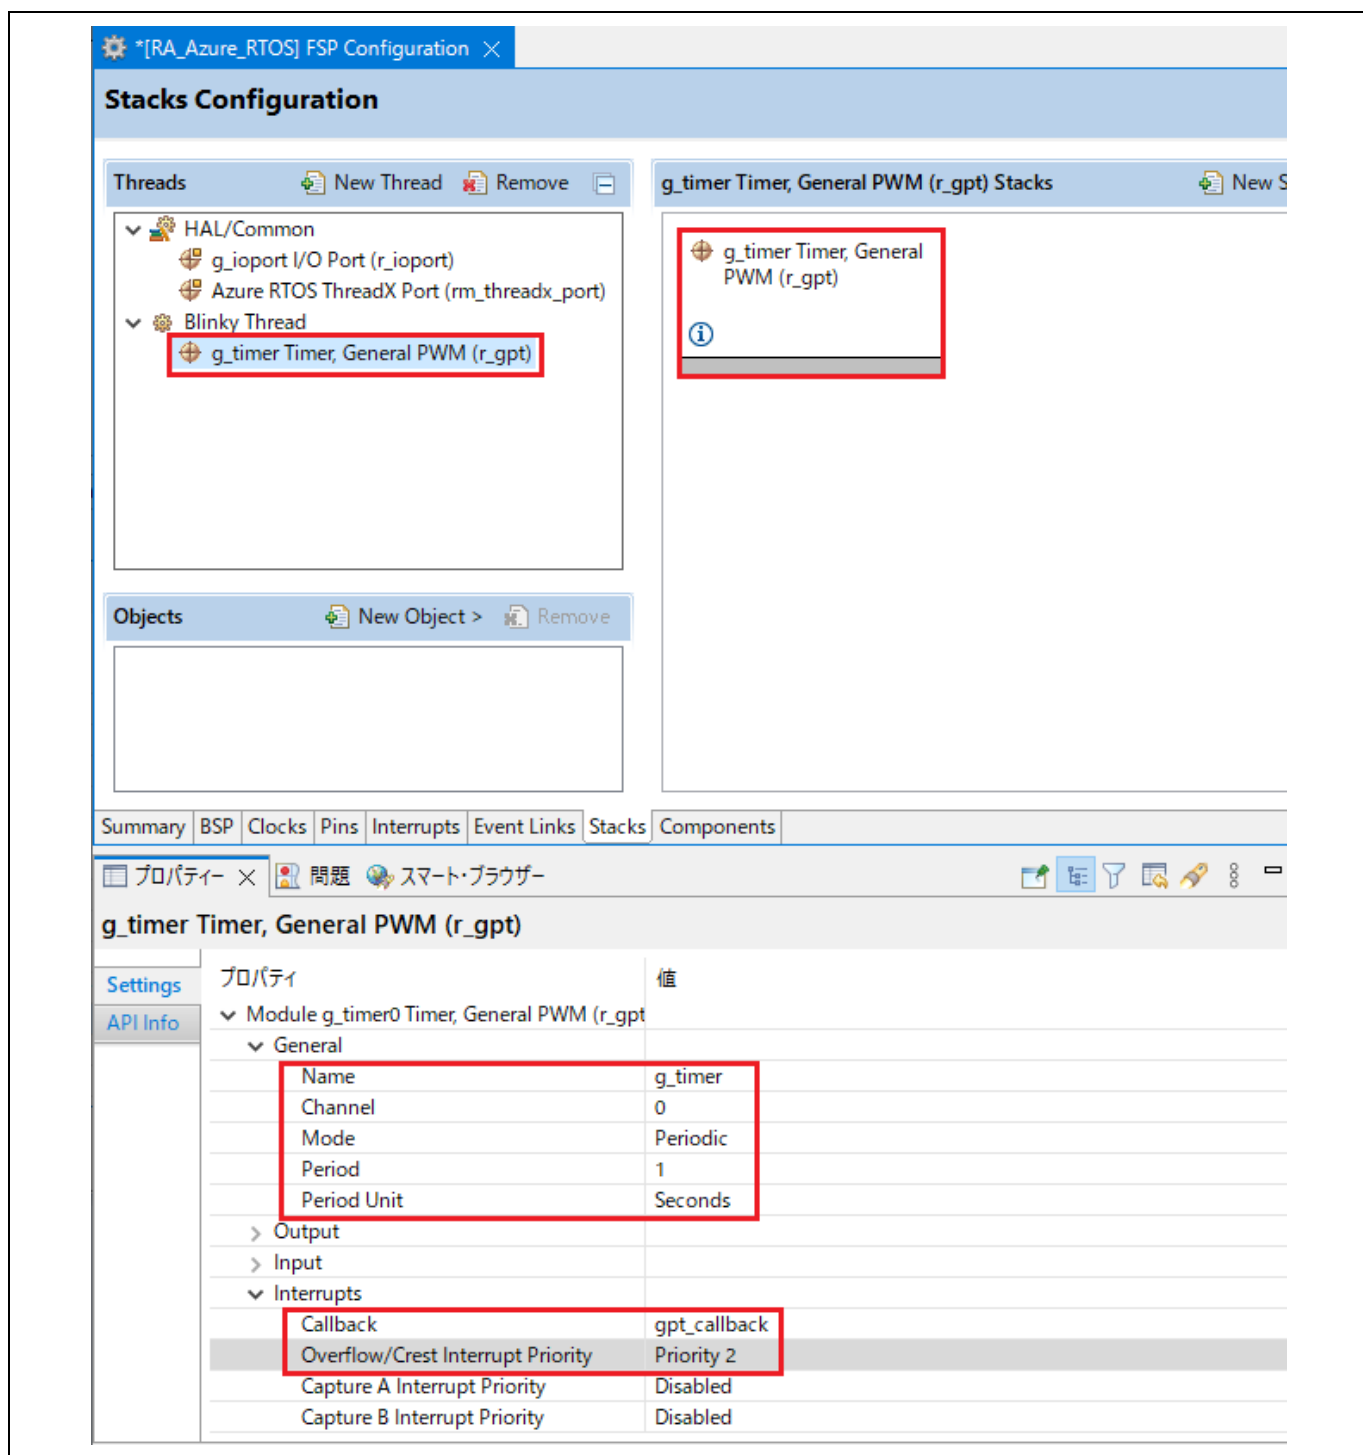 *[RA_Azure_RTOS] FSP Configuration
Stacks Configuration
Threads New Thread Remove
HAL/Common
g_ioport I/O Port (r_ioport)
Azure RTOS ThreadX Port (rm_threadx_port)
Blinky Thread
g_timer Timer, General PWM (r_gpt)
g_timer Timer, General PWM (r_gpt) Stacks New S
g_timer Timer, General
PWM (r_gpt)
Objects New Object > Remove
Summary BSP Clocks Pins Interrupts Event Links Stacks Components
プロパティー 問題 スマート・ブラウザー
g_timer Timer, General PWM (r_gpt)
Settings
API Info
プロパティ 値
Module g_timer0 Timer, General PWM (r_gpt
General
Name g_timer
Channel 0
Mode Periodic
Period 1
Period Unit Seconds
Output
Input
Interrupts
Callback gpt_callback
Overflow/Crest Interrupt Priority Priority 2
Capture A Interrupt Priority Disabled
Capture B Interrupt Priority Disabled